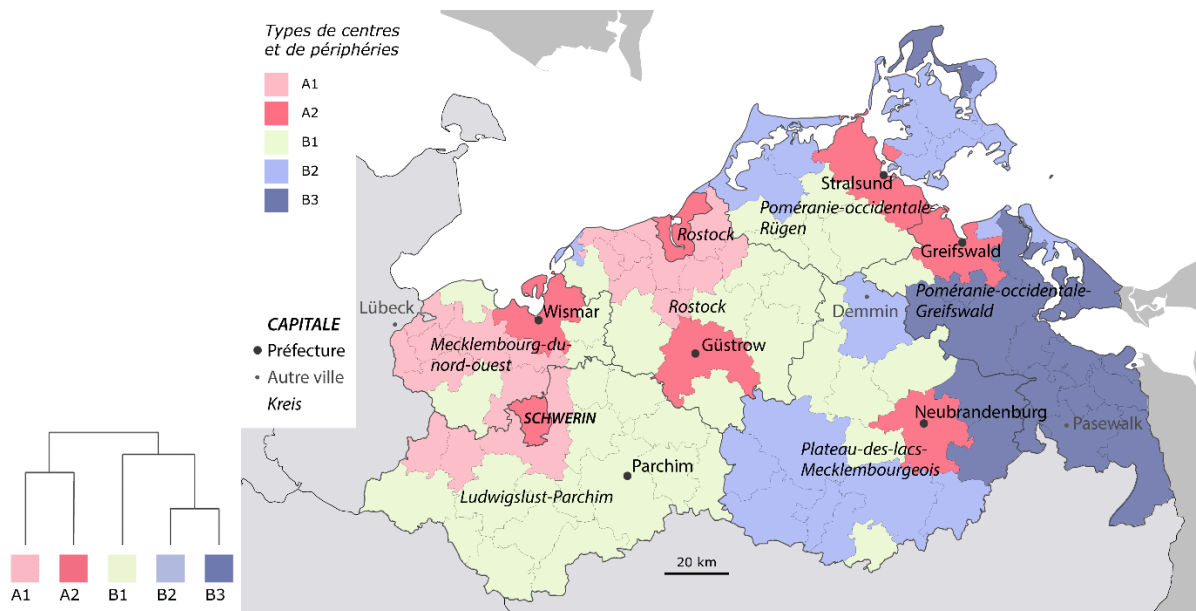 Types de centres
et de périphéries
A1
A2
B1
B2
B3
CAPITALE
Préfecture
Autre ville
Kreis
Lübeck
Wismar
Mecklembourg-du-
nord-ouest
SCHWERIN
Ludwigslust-Parchim
Parchim
Rostock
Rostock
Güstrow
Stralsund
Poméranie-occidentale-
Rügen
Greifswald
Poméranie-occidentale-
Greifswald
Demmin
Neubrandenburg
Plateau-des-lacs-
Mecklembourgeois
Pasewalk
20 km
A1 A2 B1 B2 B3